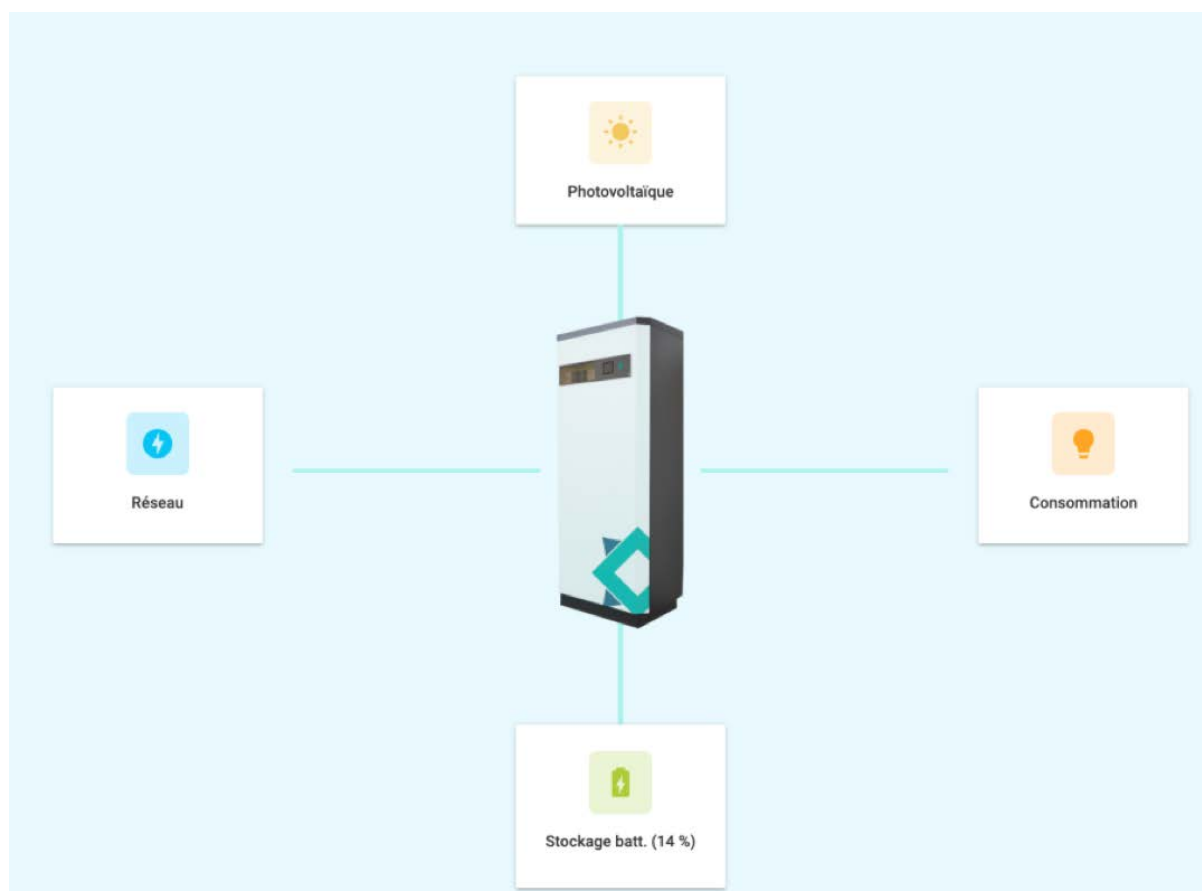 Photovoltaïque
Réseau
Consommation
Stockage batt. (14 %)